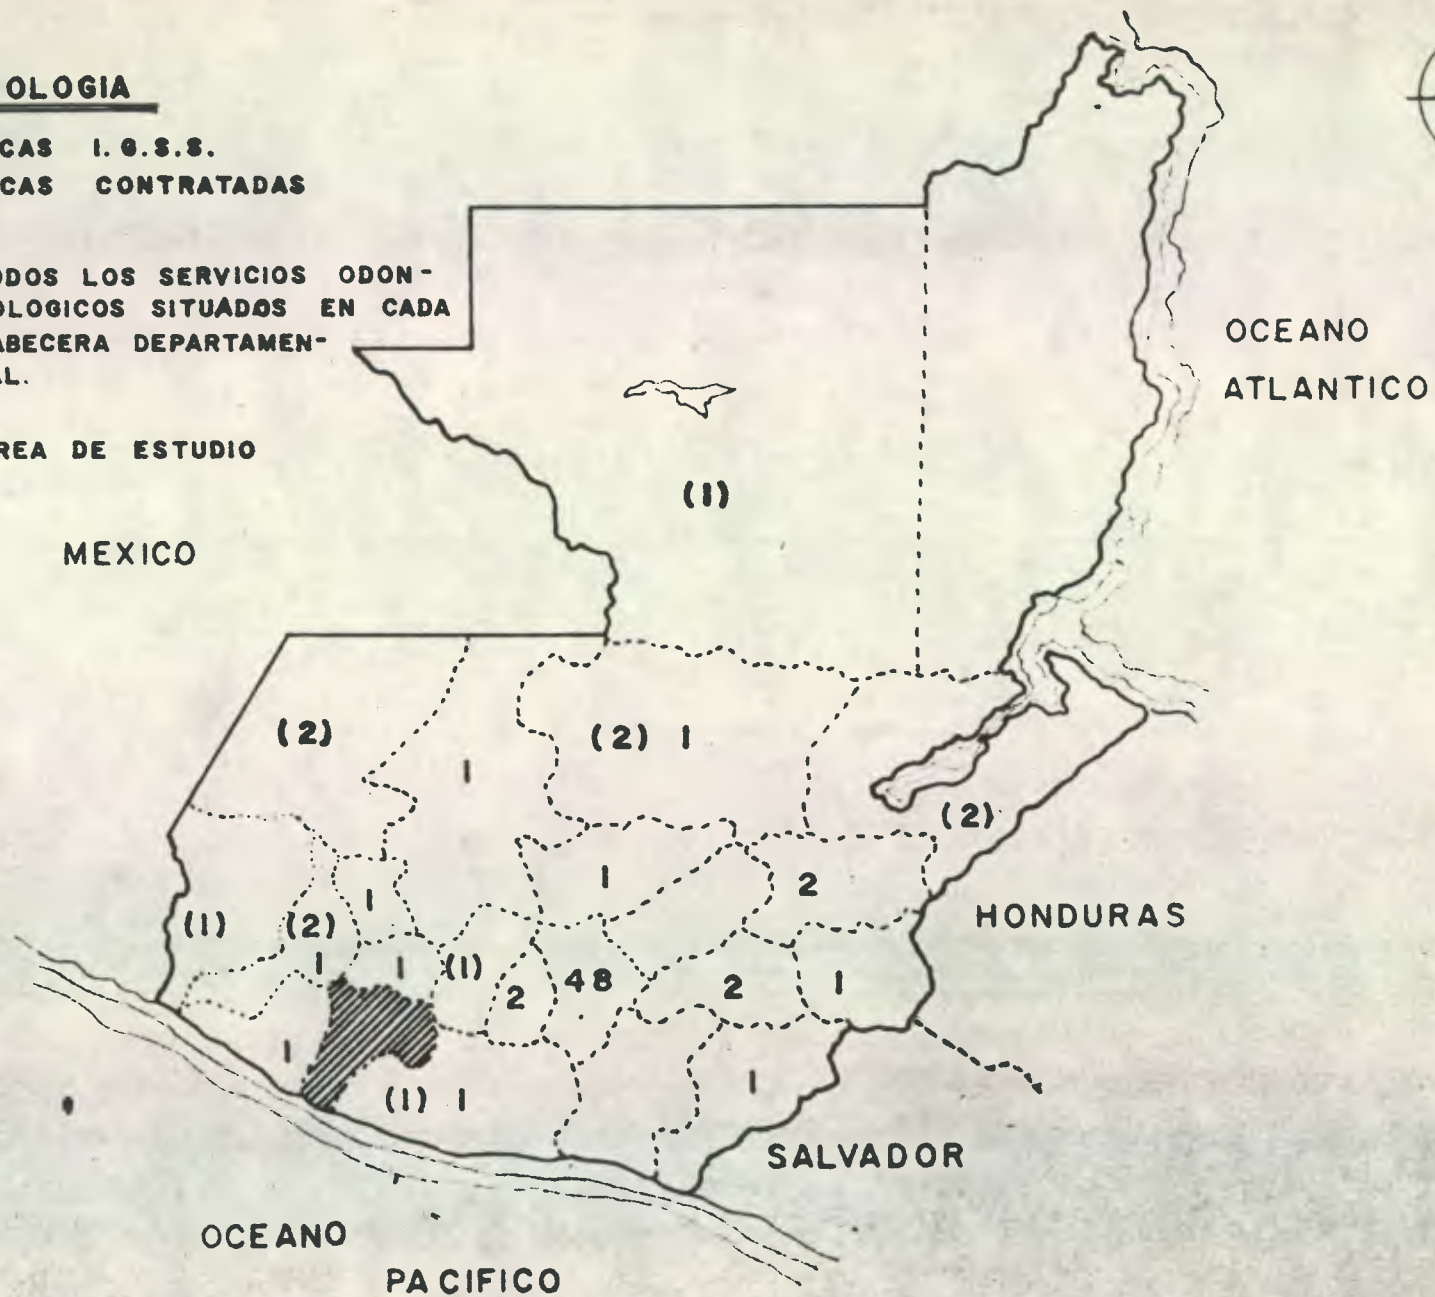 OLOGIA
CAS I.G.S.S.
CAS CONTRATADAS
ODOS LOS SERVICIOS ODON-
OLOGICOS SITUADOS EN CADA
ABECERA DEPARTAMEN-
AL.
REA DE ESTUDIO
OCEANO
ATLANTICO
(1)
MEXICO
(2)
(2) 1
1
(2)
1
2
1
(1)
(2)
HONDURAS
1
1
(1)
2
48
2
1
1
1
(1) 1
SALVADOR
OCEANO
PACIFICO